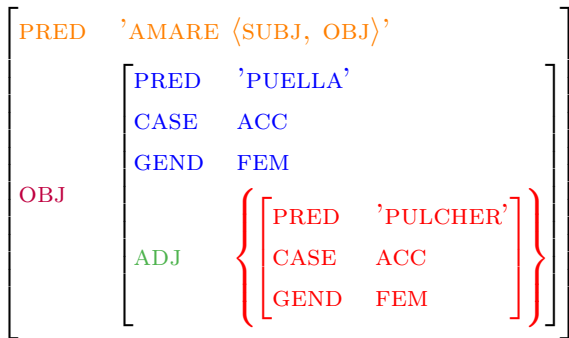 PRED 'AMARE ⟨SUBJ, OBJ⟩'
PRED 'PUELLA'
CASE ACC
GEND FEM
OBJ
PRED 'PULCHER'
ADJ CASE ACC
GEND FEM